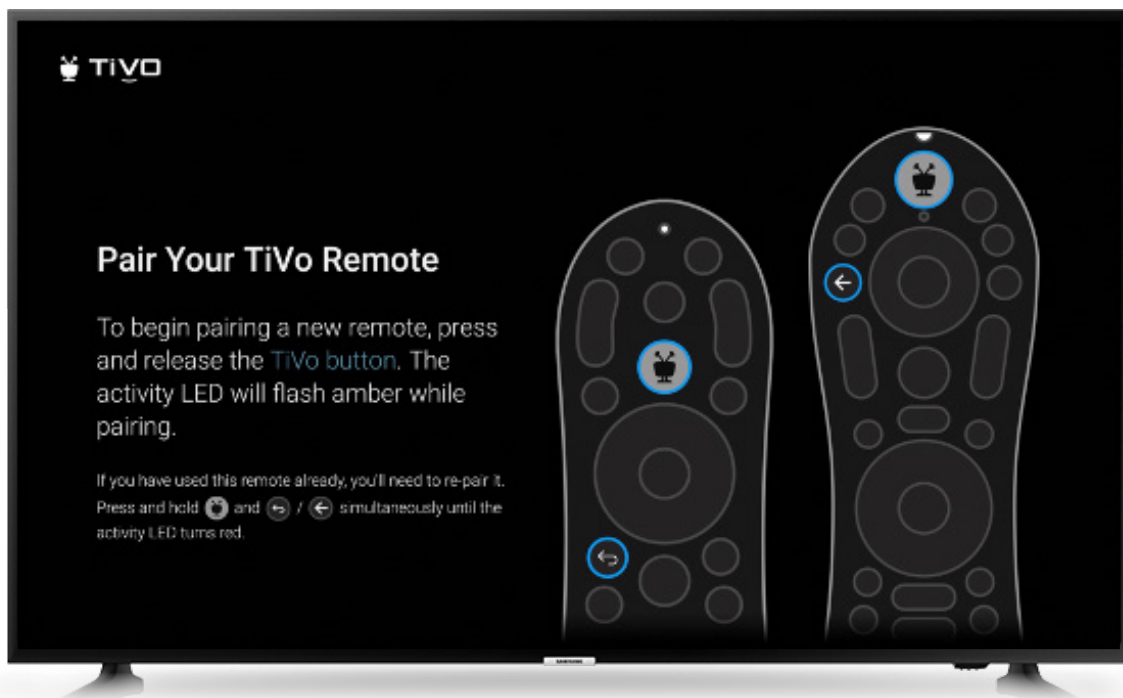 TiVo
Pair Your TiVo Remote
To begin pairing a new remote, press
and release the TiVo button. The
activity LED will flash amber while
pairing.
If you have used this remote already, you'll need to re-pair it.
Press and hold and / simultaneously until the
activity LED turns red.
SAMSUNG